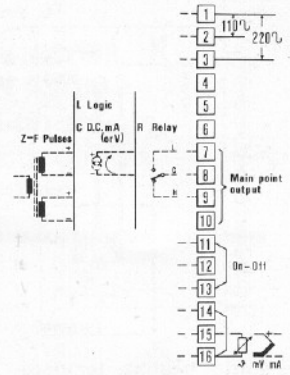 1
110∿
2
220∿
3
4
L Logic
5
C D.C.mA
(orV)
R Relay
6
Z=F Pulses
L
7
C
8
Main point
output
H
9
10
11
12
On-Off
13
14
15
16
mV mA